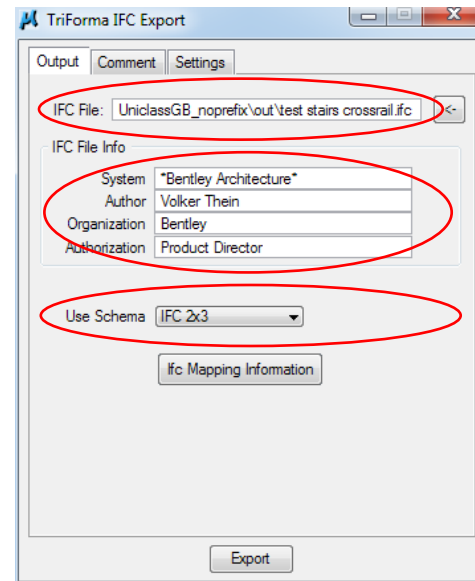 TriForma IFC Export
Output Comment Settings
IFC File: UniclassGB_noprefix\out\test stairs crossrail.ifc <-
IFC File Info
System *Bentley Architecture*
Author Volker Thein
Organization Bentley
Authorization Product Director
Use Schema IFC 2x3
Ifc Mapping Information
Export